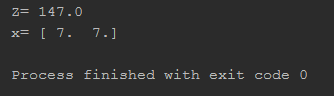 z= 147.0
x= [ 7.  7.]
Process finished with exit code 0